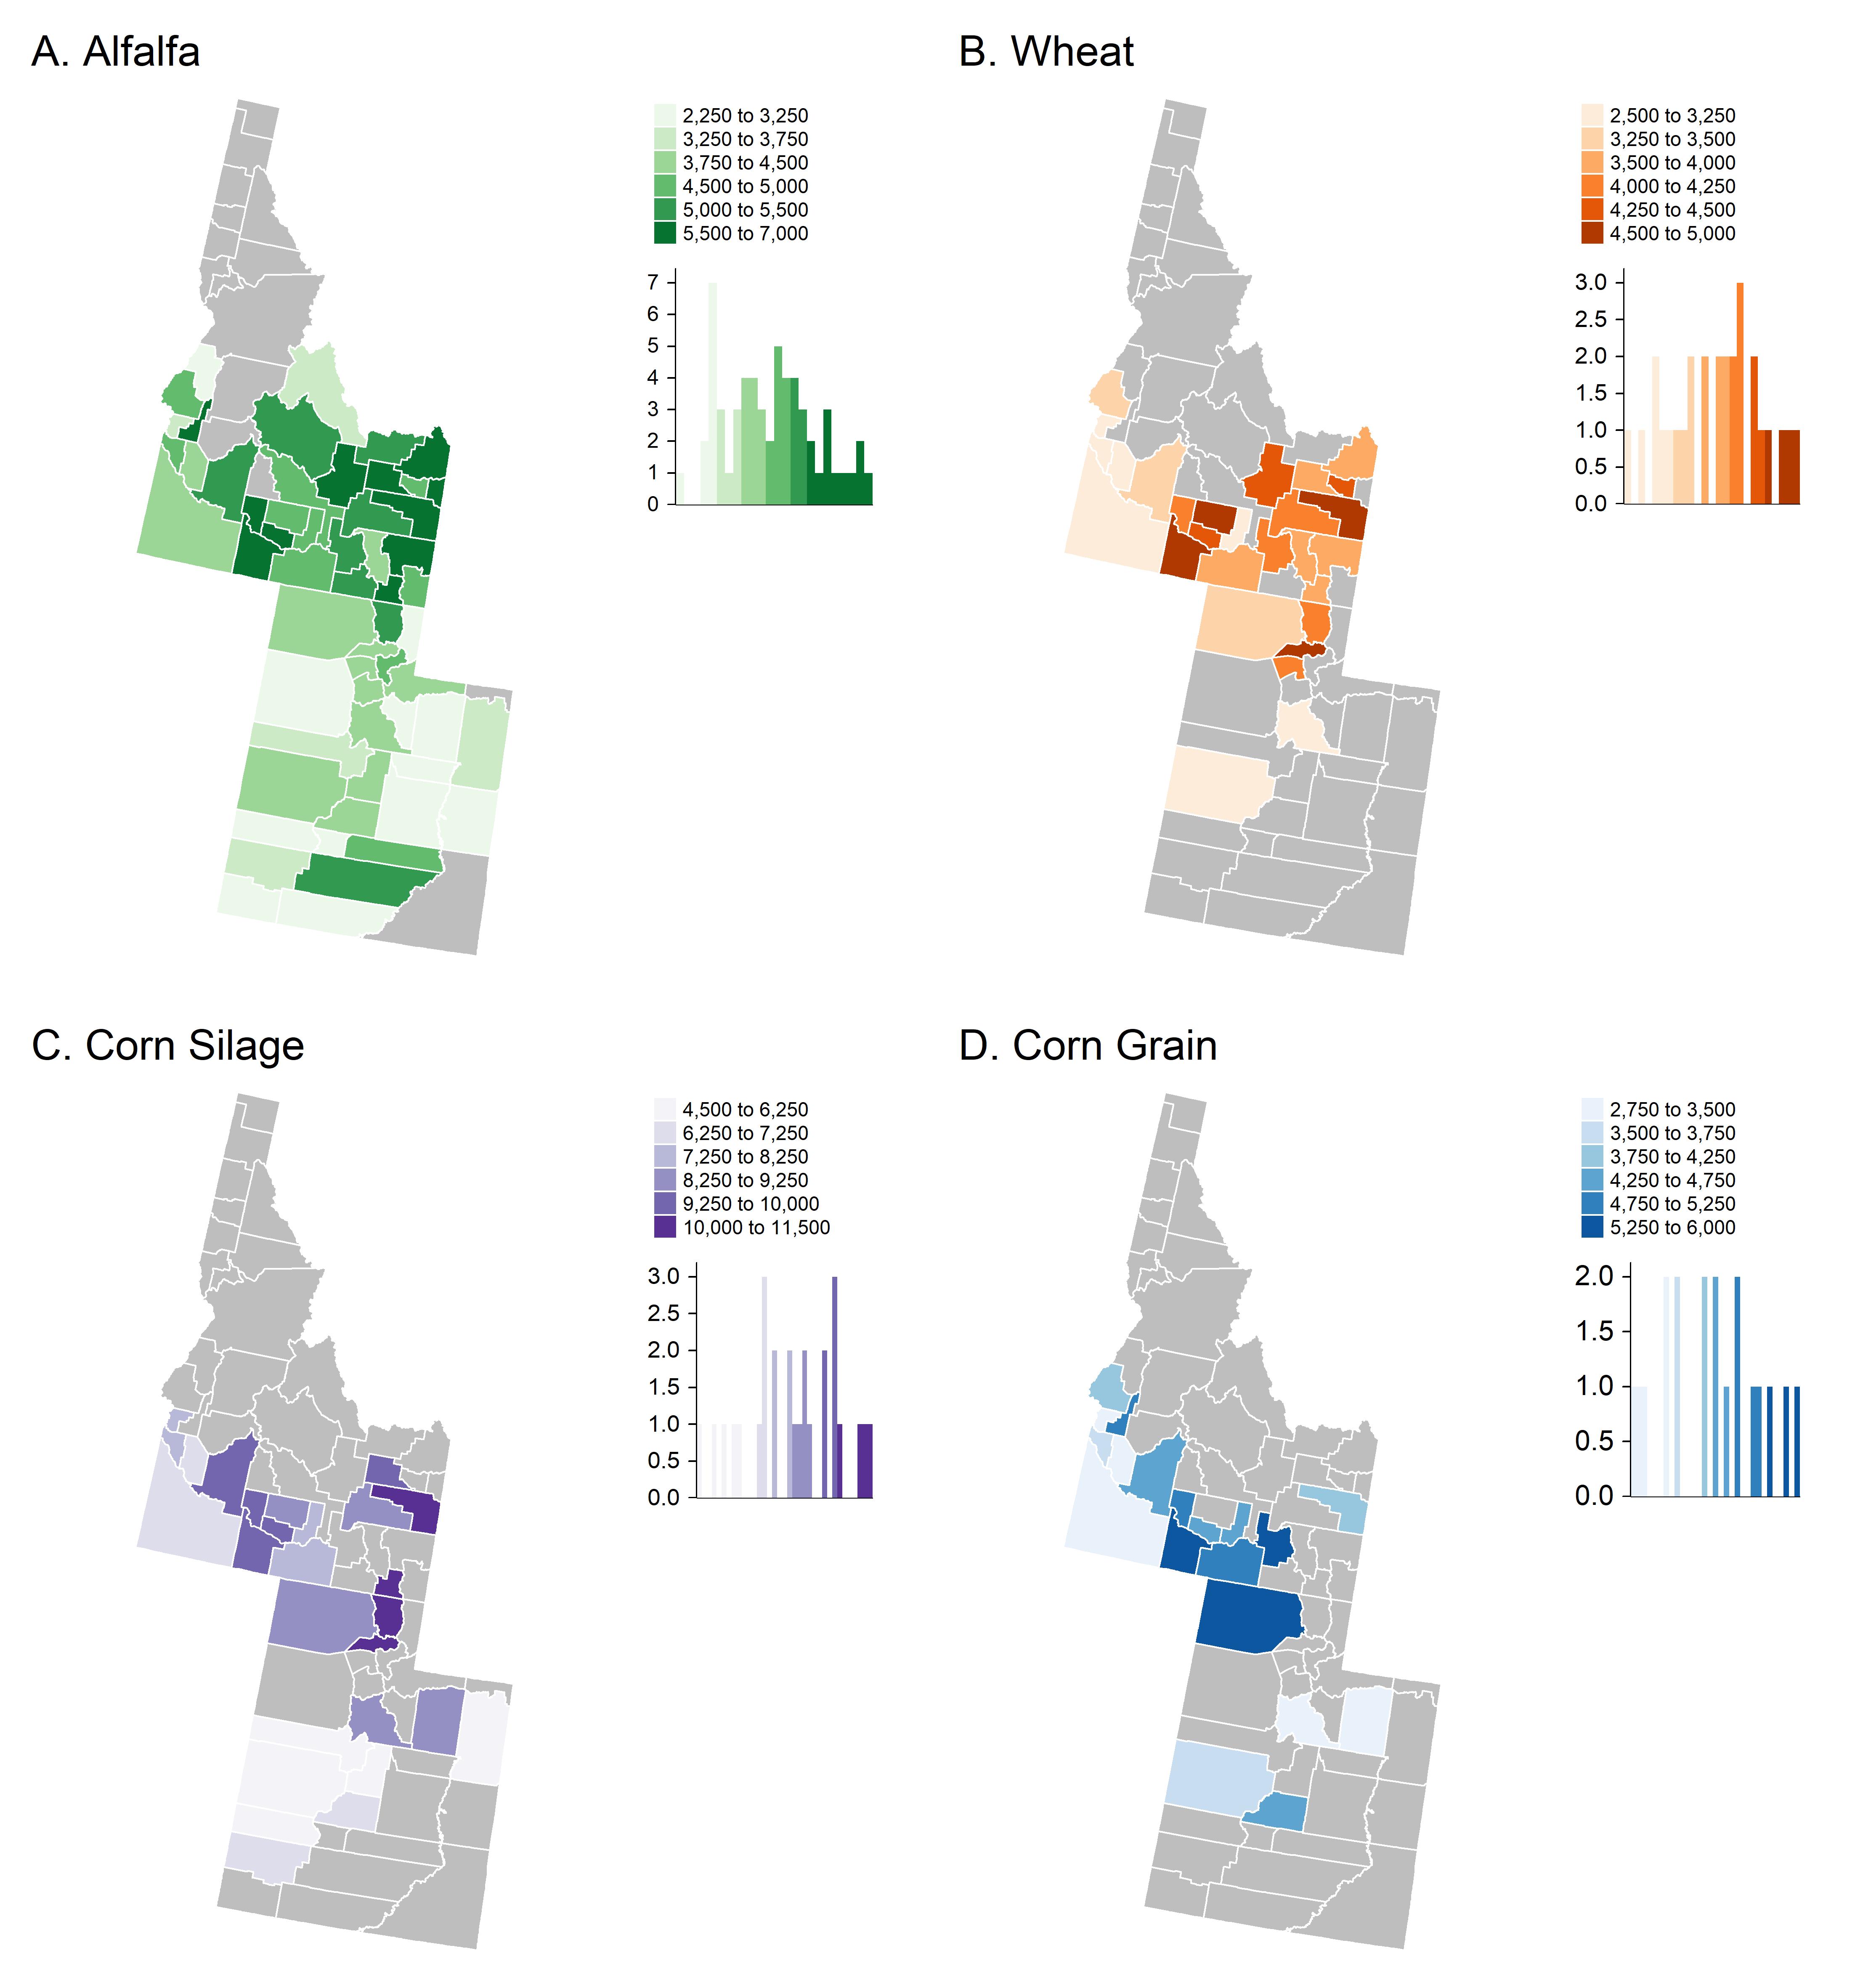 A. Alfalfa
2,250 to 3,250
3,250 to 3,750
3,750 to 4,500
4,500 to 5,000
5,000 to 5,500
5,500 to 7,000
7
6
5
4
3
2
1
0
B. Wheat
2,500 to 3,250
3,250 to 3,500
3,500 to 4,000
4,000 to 4,250
4,250 to 4,500
4,500 to 5,000
3.0
2.5
2.0
1.5
1.0
0.5
0.0
C. Corn Silage
4,500 to 6,250
6,250 to 7,250
7,250 to 8,250
8,250 to 9,250
9,250 to 10,000
10,000 to 11,500
3.0
2.5
2.0
1.5
1.0
0.5
0.0
D. Corn Grain
2,750 to 3,500
3,500 to 3,750
3,750 to 4,250
4,250 to 4,750
4,750 to 5,250
5,250 to 6,000
2.0
1.5
1.0
0.5
0.0